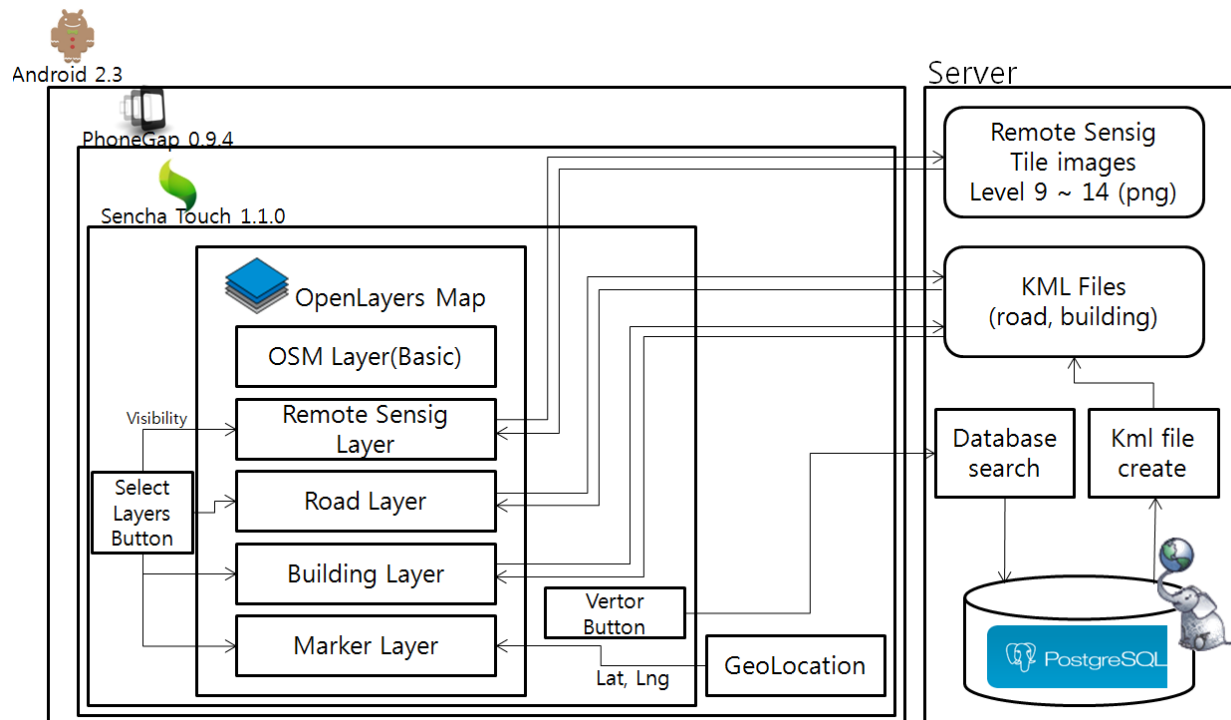 Android 2.3
PhoneGap 0.9.4
Sencha Touch 1.1.0
OpenLayers Map
OSM Layer(Basic)
Visibility
Remote Sensig
Layer
Select
Layers
Button
Road Layer
Building Layer
Marker Layer
Vertor
Button
Lat, Lng
GeoLocation
Server
Remote Sensig
Tile images
Level 9 ~ 14 (png)
KML Files
(road, building)
Database
search
Kml file
create
PostgreSQL